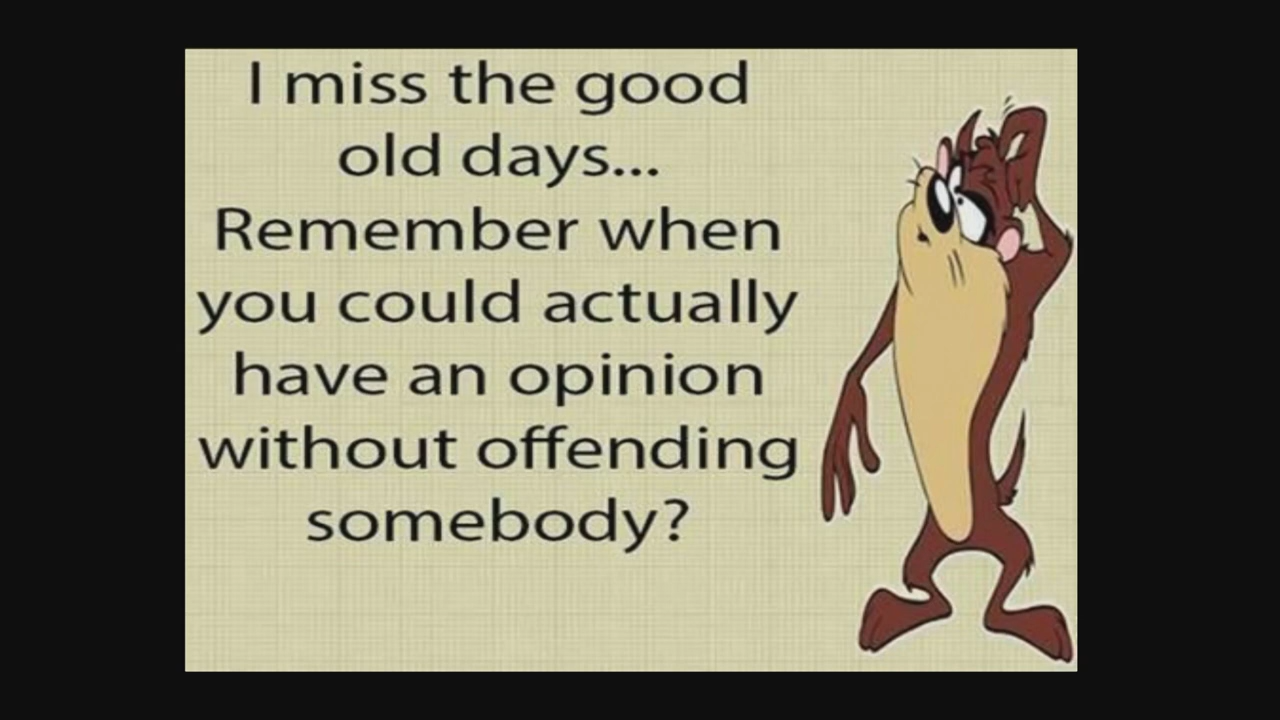 I miss the good
old days...
Remember when
you could actually
have an opinion
without offending
somebody?